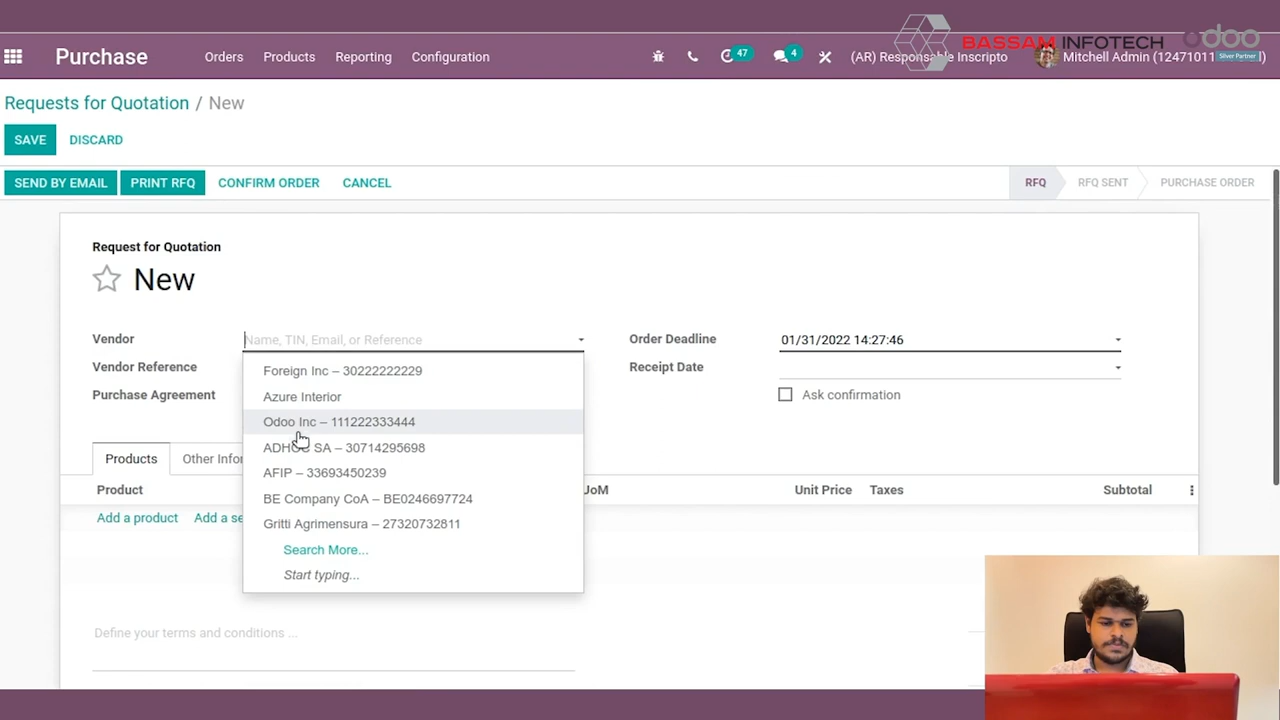 BASSAM INFOTECH
odoo
Silver Partner
Purchase
Orders
Products
Reporting
Configuration
47
4
(AR) Responsable Inscripto
Mitchell Admin (12471011
Requests for Quotation / New
SAVE
DISCARD
SEND BY EMAIL
PRINT RFQ
CONFIRM ORDER
CANCEL
RFQ
RFQ SENT
PURCHASE ORDER
Request for Quotation
New
Vendor
Name, TIN, Email, or Reference
Order Deadline
01/31/2022 14:27:46
Vendor Reference
Foreign Inc – 30222222229
Receipt Date
Purchase Agreement
Azure Interior
Ask confirmation
Odoo Inc – 111222333444
ADHOC SA – 30714295698
Products
Other Infor
AFIP – 33693450239
Product
BE Company CoA – BE0246697724
UoM
Unit Price
Taxes
Subtotal
Add a product
Add a se
Gritti Agrimensura – 27320732811
Search More...
Start typing...
Define your terms and conditions ...